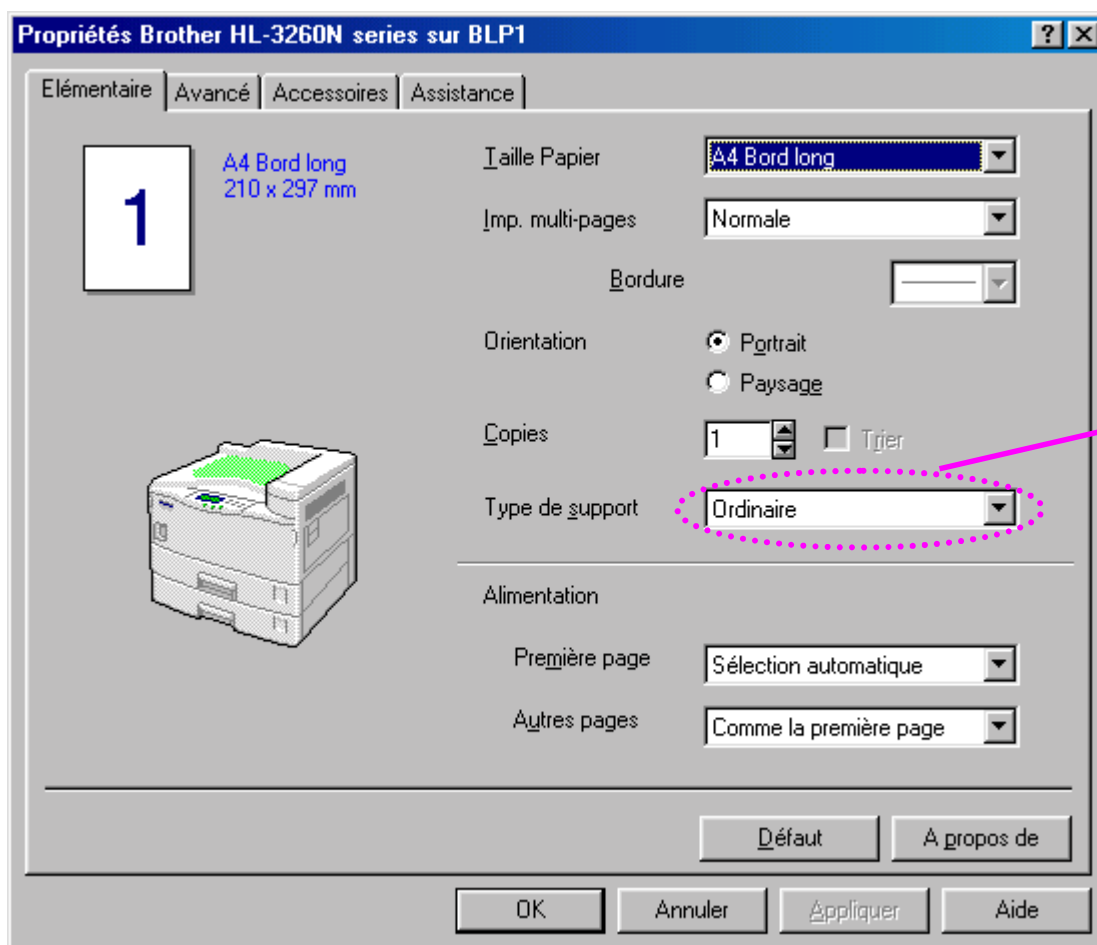 Propriétés Brother HL-3260N series sur BLP1
Elémentaire Avancé Accessoires Assistance
1
A4 Bord long
210 x 297 mm
Taille Papier A4 Bord long
Imp. multi-pages Normale
Bordure
Orientation Portrait
Paysage
Copies 1 Trier
Type de support Ordinaire
Alimentation
Première page Sélection automatique
Autres pages Comme la première page
Défaut A propos de
OK Annuler Appliquer Aide